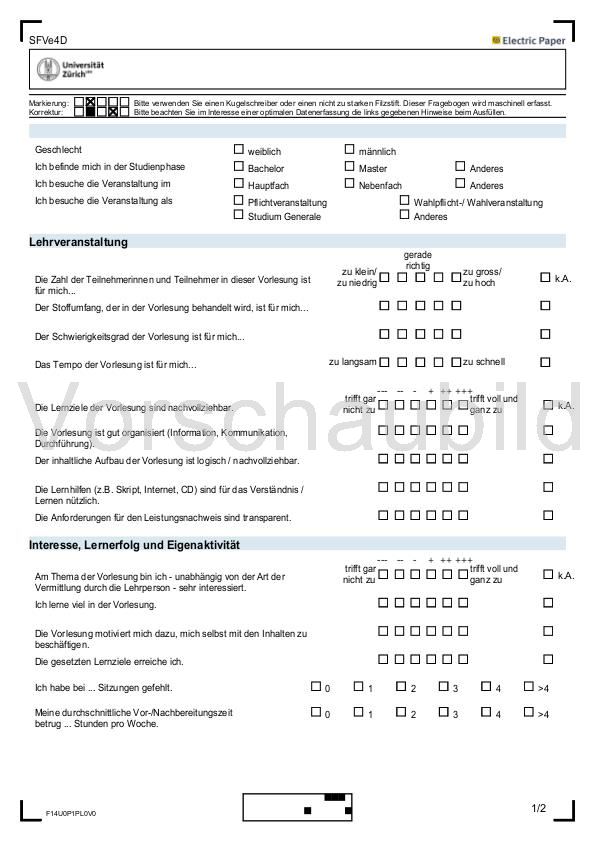 SFVe4D
Electric Paper
Universität
Zürich
Markierung: Bitte verwenden Sie einen Kugelschreiber oder einen nicht zu starken Filzstift. Dieser Fragebogen wird maschinell erfasst.
Korrektur: Bitte beachten Sie im Interesse einer optimalen Datenerfassung die links gegebenen Hinweise beim Ausfüllen.
Geschlecht weiblich männlich
Ich befinde mich in der Studienphase Bachelor Master Anderes
Ich besuche die Veranstaltung im Hauptfach Nebenfach Anderes
Ich besuche die Veranstaltung als Pflichtveranstaltung Wahlpflicht-/ Wahlveranstaltung
Studium Generale Anderes
Lehrveranstaltung
gerade
richtig
Die Zahl der Teilnehmerinnen und Teilnehmer in dieser Vorlesung ist zu klein/ zu gross/ k.A.
für mich... zu niedrig zu hoch
Der Stoffumfang, der in der Vorlesung behandelt wird, ist für mich...
Der Schwierigkeitsgrad der Vorlesung ist für mich...
Das Tempo der Vorlesung ist für mich... zu langsam zu schnell
--- -- - + ++ +++
trifft gar trifft voll und
Die Lernziele der Vorlesung sind nachvollziehbar. nicht zu ganz zu k.A.
Vorschaubild
Die Vorlesung ist gut organisiert (Information, Kommunikation,
Durchführung).
Der inhaltliche Aufbau der Vorlesung ist logisch / nachvollziehbar.
Die Lernhilfen (z.B. Skript, Internet, CD) sind für das Verständnis /
Lernen nützlich.
Die Anforderungen für den Leistungsnachweis sind transparent.
Interesse, Lernerfolg und Eigenaktivität
--- -- - + ++ +++
Am Thema der Vorlesung bin ich - unabhängig von der Art der trifft gar trifft voll und k.A.
Vermittlung durch die Lehrperson - sehr interessiert. nicht zu ganz zu
Ich lerne viel in der Vorlesung.
Die Vorlesung motiviert mich dazu, mich selbst mit den Inhalten zu
beschäftigen.
Die gesetzten Lernziele erreiche ich.
Ich habe bei ... Sitzungen gefehlt. 0 1 2 3 4 >4
Meine durchschnittliche Vor-/Nachbereitungszeit 0 1 2 3 4 >4
betrug ... Stunden pro Woche.
F14U0P1PL0V0
1/2